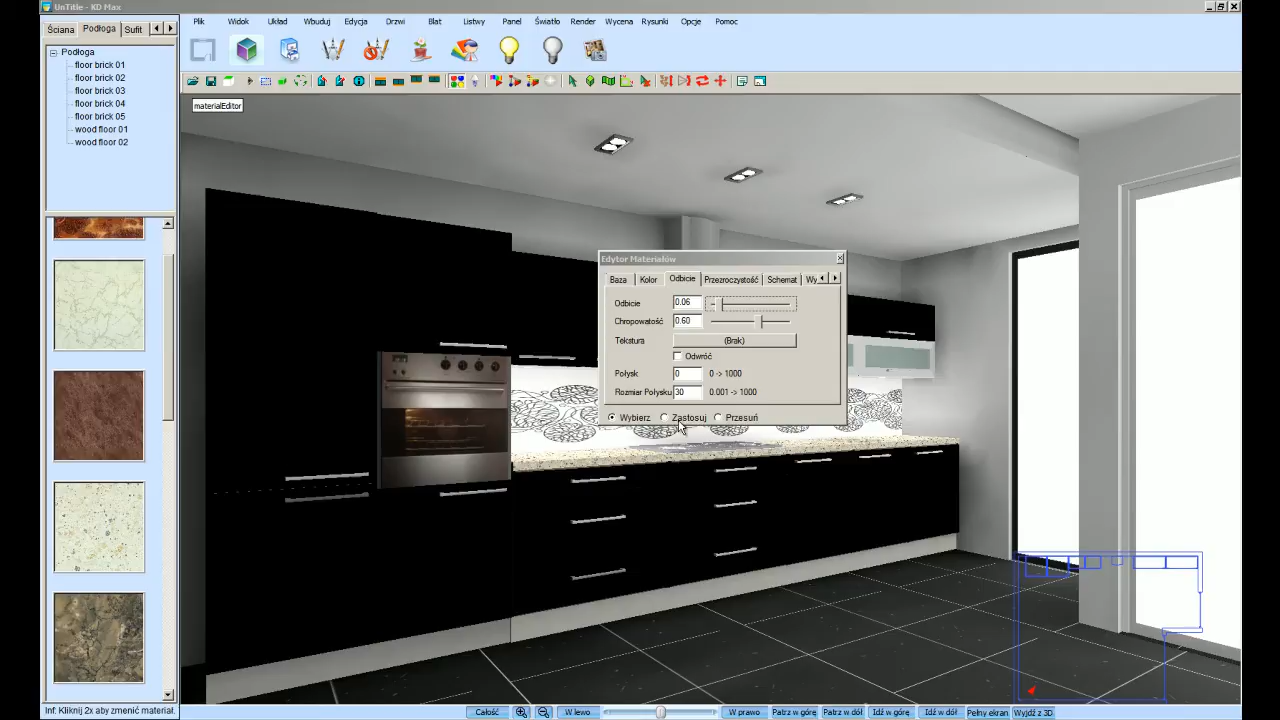 UnTitle - KD Max
Plik Widok Układ Wbuduj Edycja Drzwi Blat Listwy Panel Światło Render Wycena Rysunki Opcje Pomoc
Ściana Podłoga Sufit
Podłoga
floor brick 01
floor brick 02
floor brick 03
floor brick 04
floor brick 05
wood floor 01
wood floor 02
materialEditor
Edytor Materiałów
Baza Kolor Odbicie Przezroczystość Schemat Wy
Odbicie 0.06
Chropowatość 0.60
Tekstura (Brak)
Odwróć
Połysk 0 0 -> 1000
Rozmiar Połysku 30 0.001 -> 1000
Wybierz Zastosuj Przesuń
Inf: Kliknij 2x aby zmenić materiał.
Całość W lewo W prawo Patrz w górę Patrz w dół Idź w górę Idź w dół Pełny ekran Wyjdź z 3D